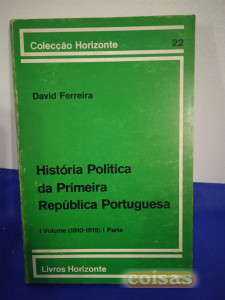 Colecção Horizonte 22
David Ferreira
História Política
da Primeira
República Portuguesa
I Volume (1910-1915) I Parte
Livros Horizonte
coisas